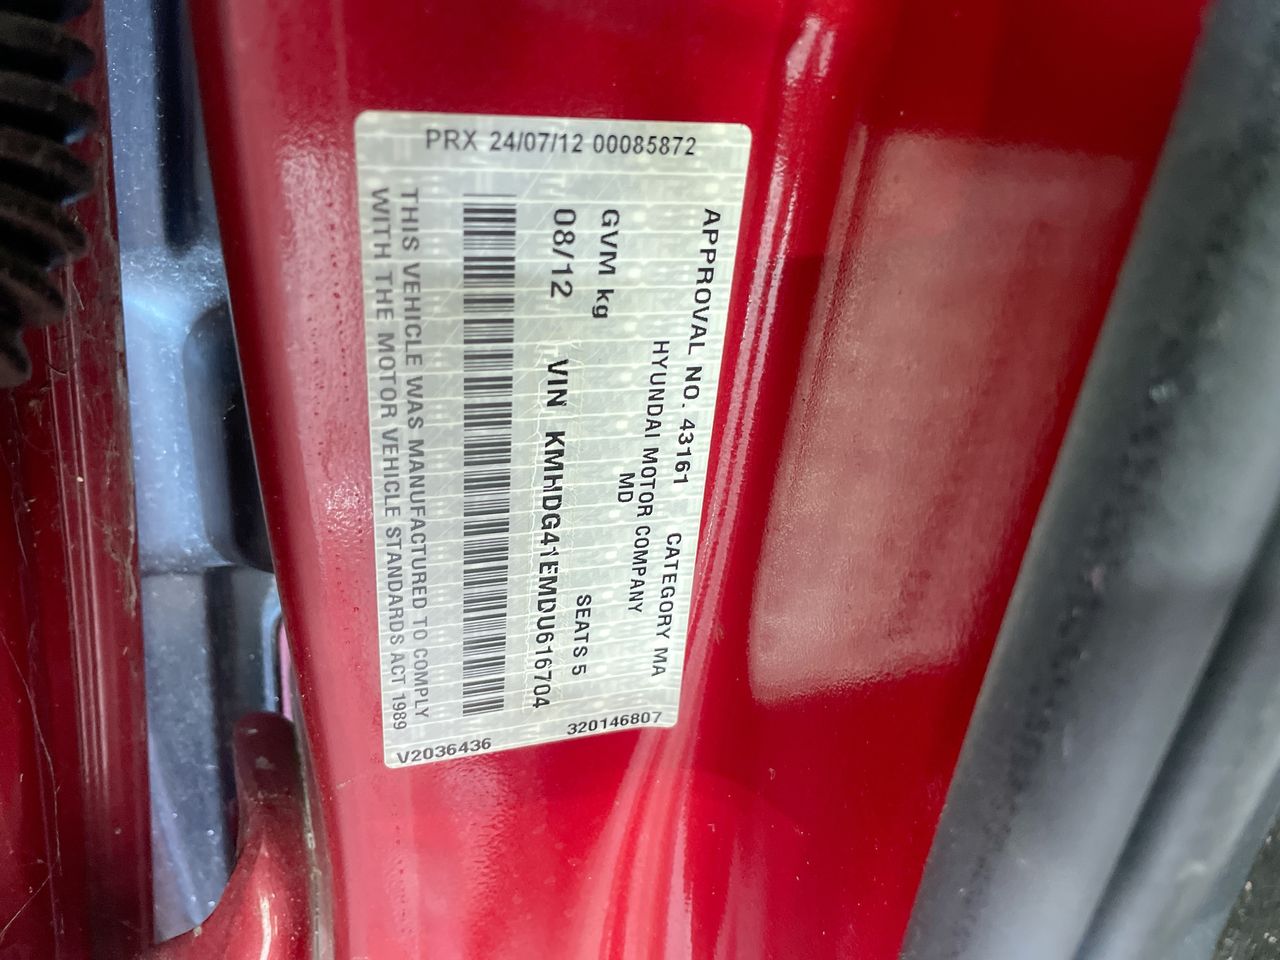 PRX 24/07/12 00085872
APPROVAL NO. 43161 CATEGORY MA
HYUNDAI MOTOR COMPANY
MD
GVM kg SEATS 5
08/12 VIN KMHDG41EMDU616704
THIS VEHICLE WAS MANUFACTURED TO COMPLY
WITH THE MOTOR VEHICLE STANDARDS ACT 1989
320146807
V2036436